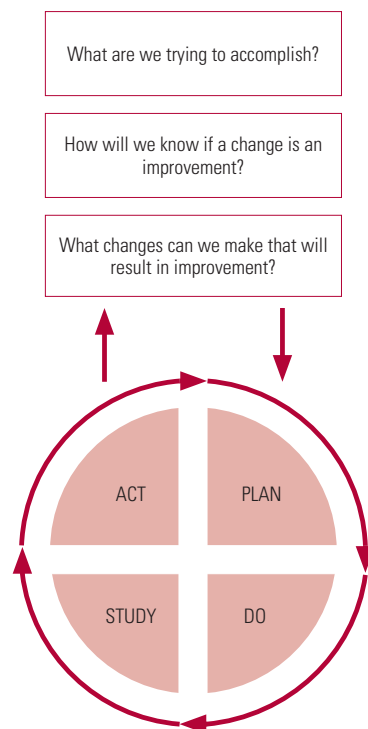 What are we trying to accomplish?
How will we know if a change is an
improvement?
What changes can we make that will
result in improvement?
ACT
PLAN
STUDY
DO